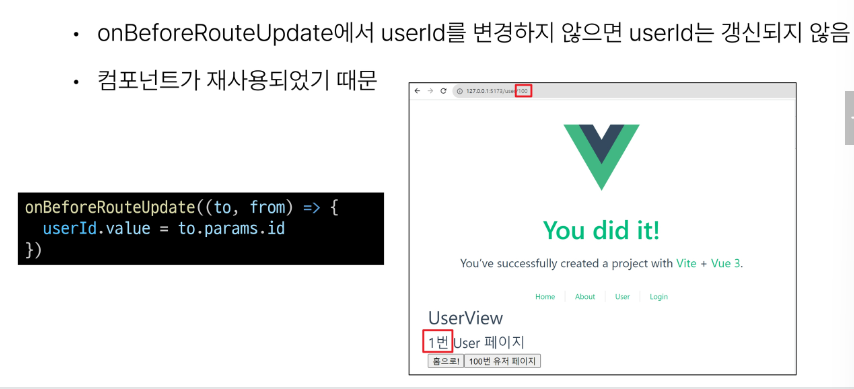 • onBeforeRouteUpdate에서 userId를 변경하지 않으면 userId는 갱신되지 않음
• 컴포넌트가 재사용되었기 때문
onBeforeRouteUpdate((to, from) => {
  userId.value = to.params.id
})
127.0.0.1:5173/user/100
You did it!
You've successfully created a project with Vite + Vue 3.
Home About User Login
UserView
1번 User 페이지
홈으로! 100번 유저 페이지